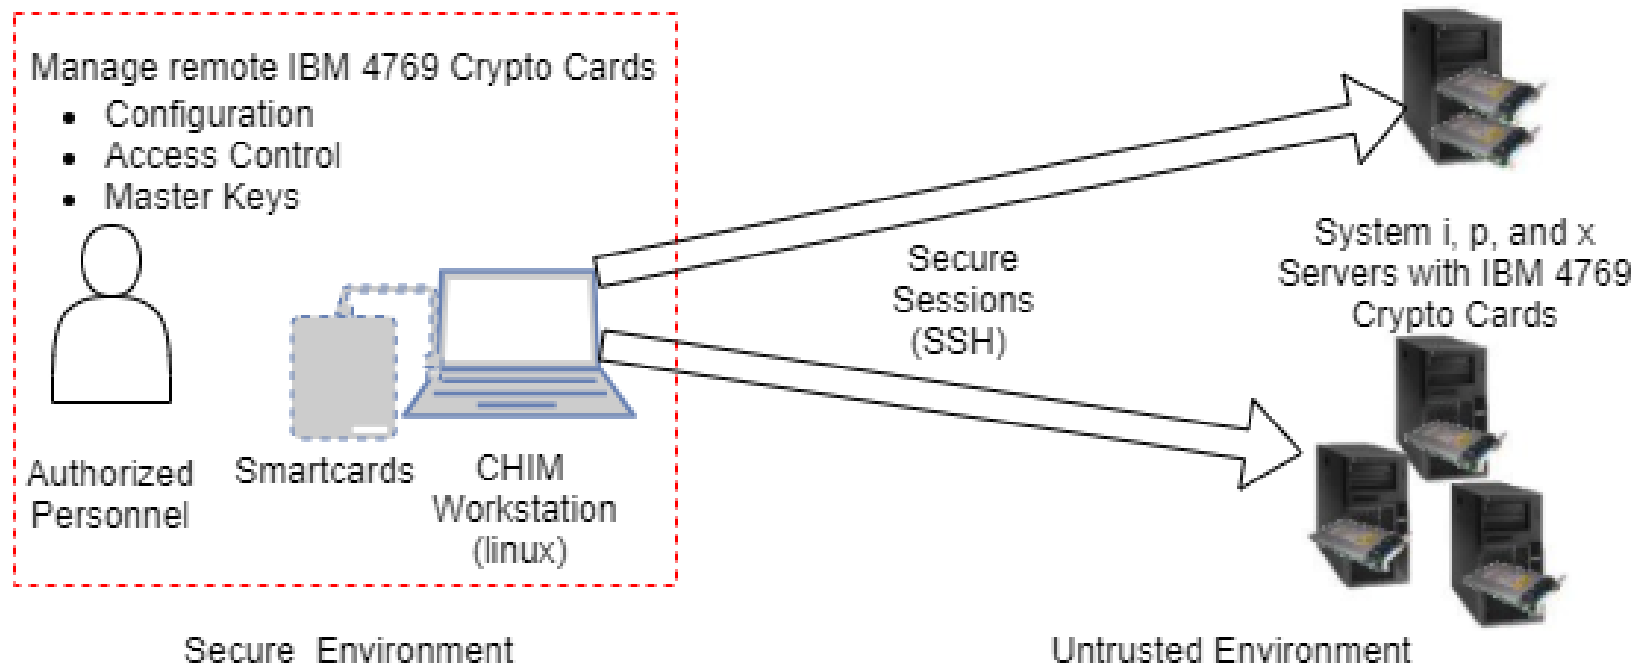 Manage remote IBM 4769 Crypto Cards
• Configuration
• Access Control
• Master Keys
Authorized
Personnel
Smartcards
CHIM
Workstation
(linux)
Secure
Sessions
(SSH)
System i, p, and x
Servers with IBM 4769
Crypto Cards
Secure Environment
Untrusted Environment